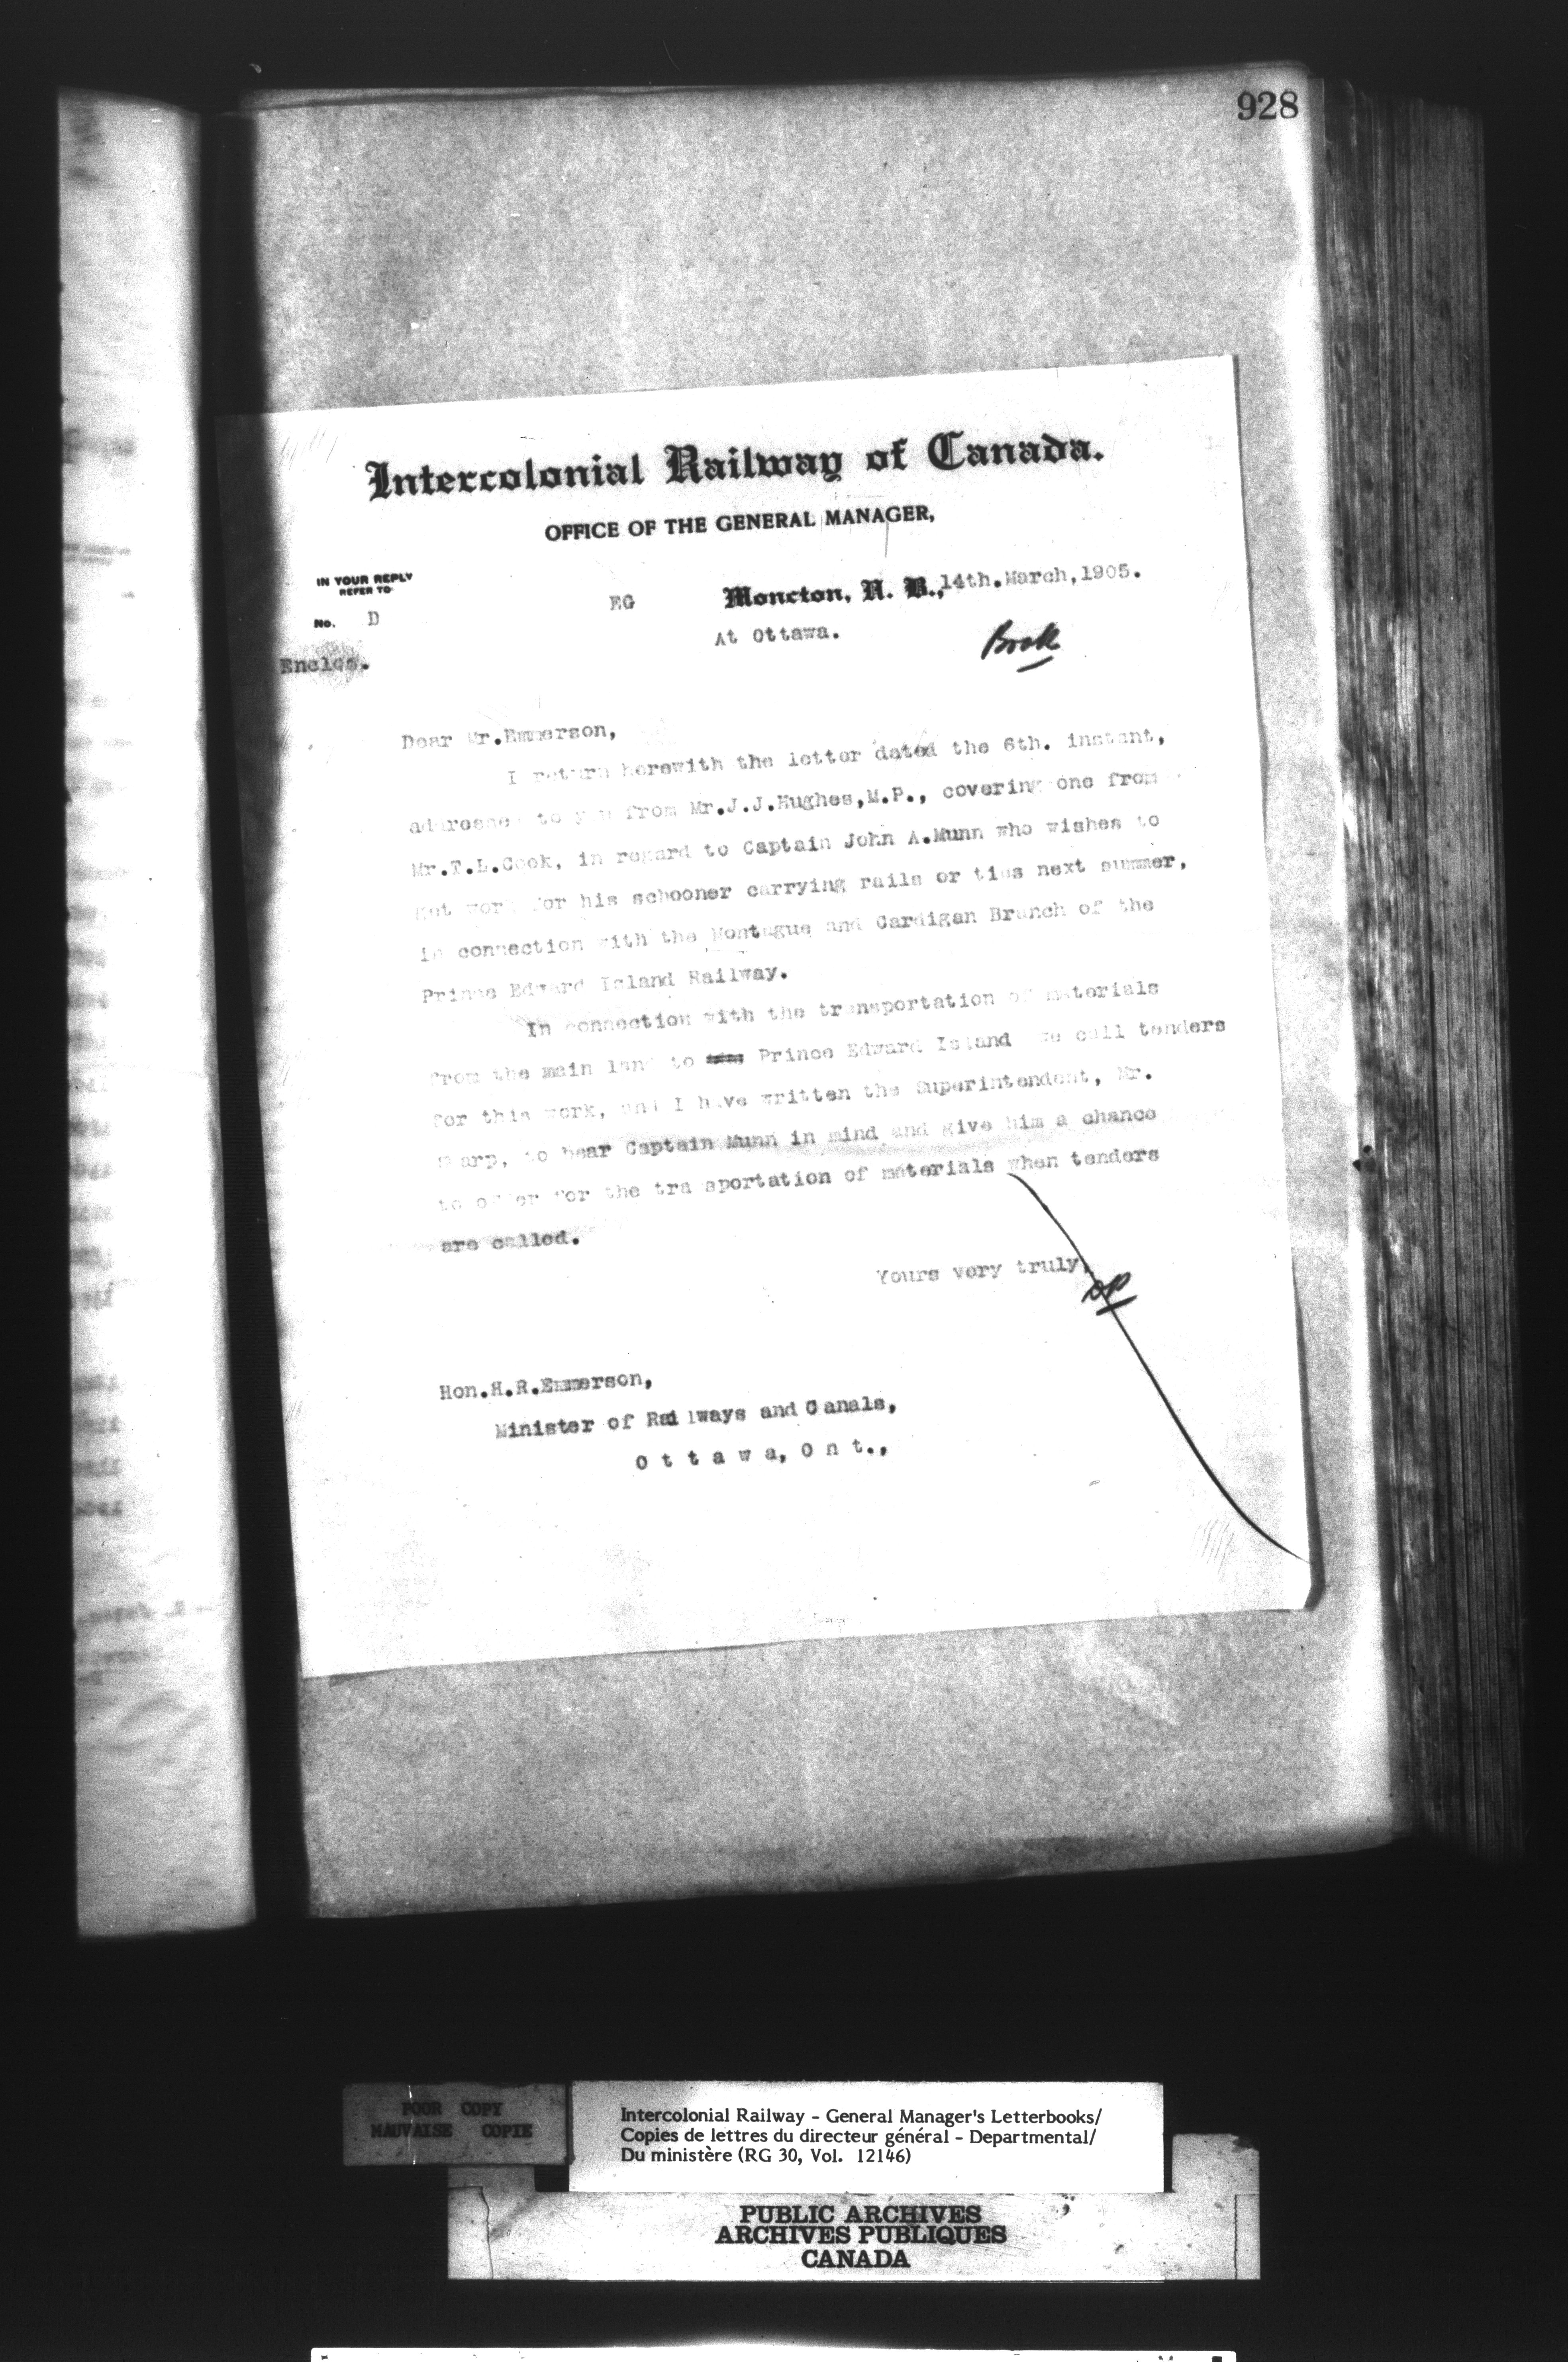 928
Intercolonial Railway of Canada.
OFFICE OF THE GENERAL MANAGER,
IN YOUR REPLY
REFER TO
No. D
EG
Moncton, N. B., 14th. March, 1905.
At Ottawa.
Book
Enclos.
Dear Mr. Emmerson,
I return herewith the letter dated the 6th. instant,
addressed to you from Mr. J. J. Hughes, M.P., covering one from
Mr. T. L. Cook, in regard to Captain John A. Munn who wishes to
get work for his schooner carrying rails or ties next summer,
in connection with the Montague and Cardigan Branch of the
Prince Edward Island Railway.
In connection with the transportation of materials
from the main land to Prince Edward Island we call tenders
for this work, and I have written the Superintendent, Mr.
Sharp, to bear Captain Munn in mind and give him a chance
to offer for the transportation of materials when tenders
are called.
Yours very truly,
DP
Hon. H. R. Emmerson,
Minister of Railways and Canals,
Ottawa, Ont.,
POOR COPY
MAUVAISE COPIE
Intercolonial Railway - General Manager's Letterbooks/
Copies de lettres du directeur général - Departmental/
Du ministère (RG 30, Vol. 12146)
PUBLIC ARCHIVES
ARCHIVES PUBLIQUES
CANADA